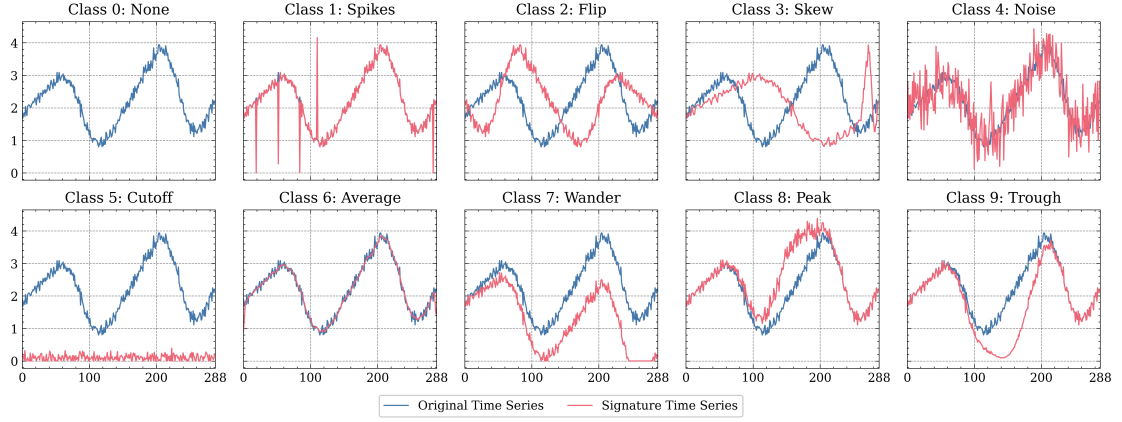 Class 0: None
Class 1: Spikes
Class 2: Flip
Class 3: Skew
Class 4: Noise
4
3
2
1
0
Class 5: Cutoff
Class 6: Average
Class 7: Wander
Class 8: Peak
Class 9: Trough
4
3
2
1
0
0 100 200 288
0 100 200 288
0 100 200 288
0 100 200 288
0 100 200 288
Original Time Series
Signature Time Series